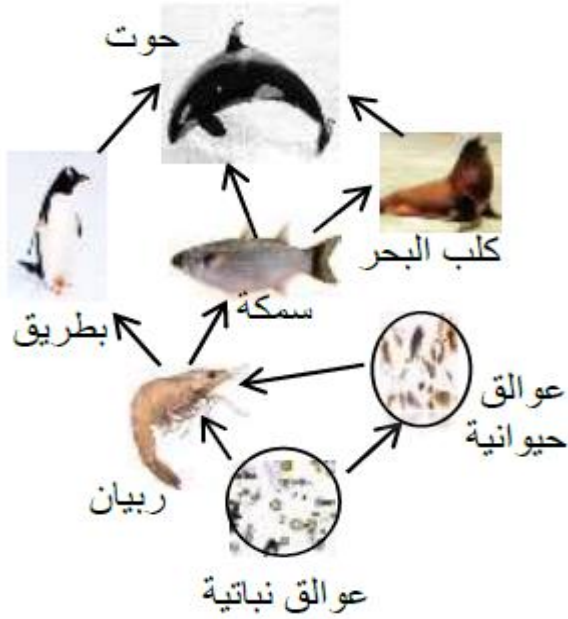 حوت
كلب البحر
سمكة
بطريق
عوالق
حيوانية
ربيان
عوالق نباتية